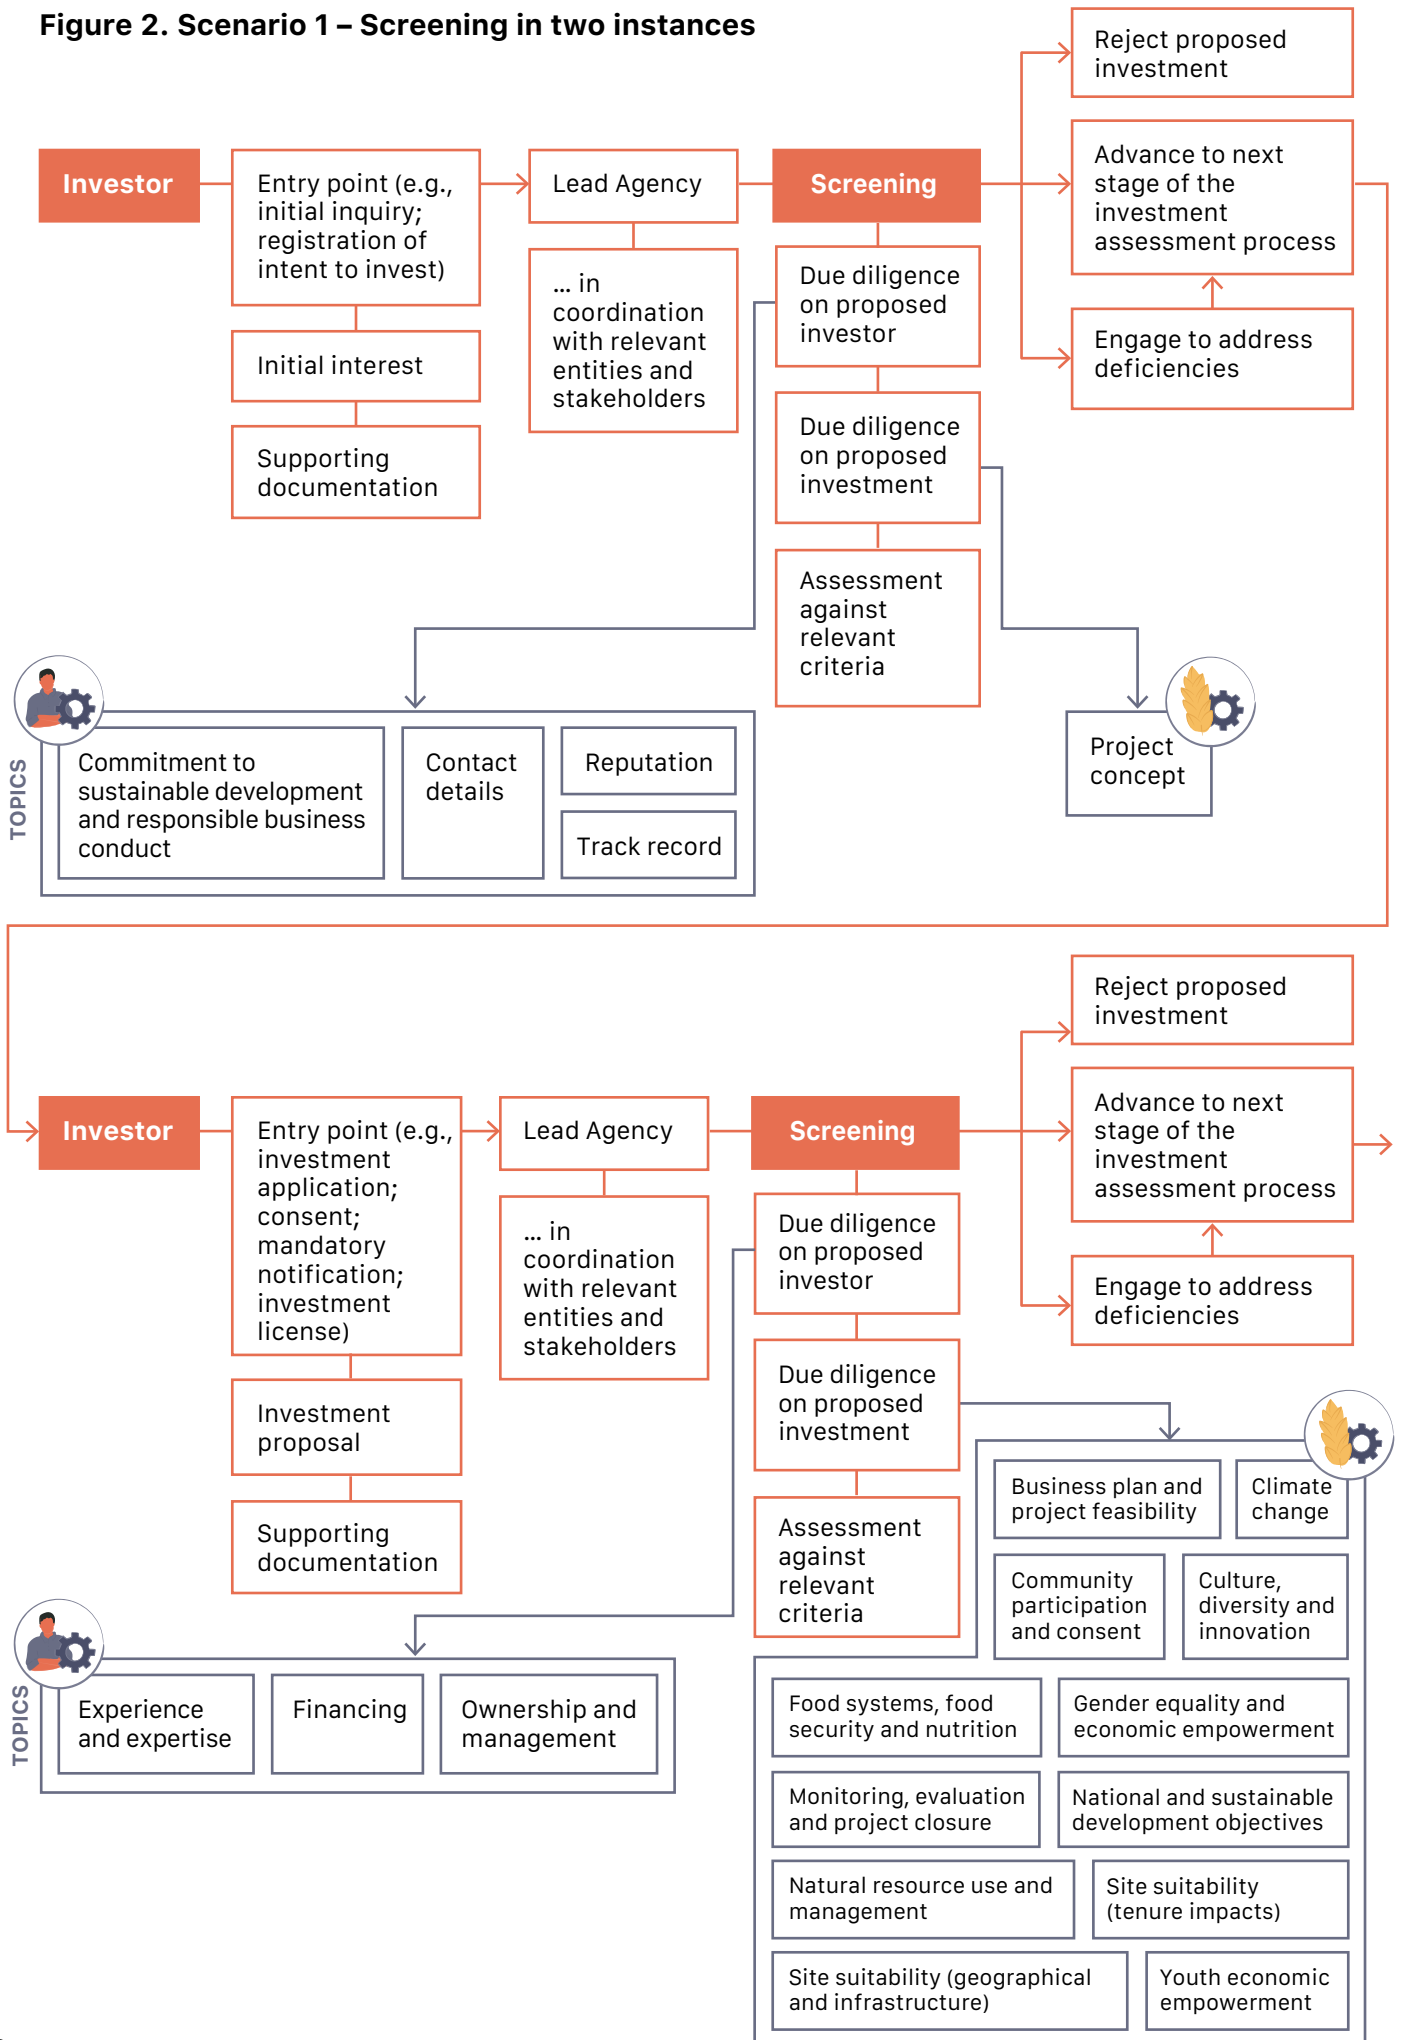 Figure 2. Scenario 1 – Screening in two instances
Reject proposed
investment
Investor
Entry point (e.g.,
initial inquiry;
registration of
intent to invest)
Lead Agency
Screening
Advance to next
stage of the
investment
assessment process
Initial interest
Supporting
documentation
... in
coordination
with relevant
entities and
stakeholders
Due diligence
on proposed
investor
Due diligence
on proposed
investment
Assessment
against
relevant
criteria
Engage to address
deficiencies
TOPICS
Commitment to
sustainable development
and responsible business
conduct
Contact
details
Reputation
Track record
Project
concept
Reject proposed
investment
Investor
Entry point (e.g.,
investment
application;
consent;
mandatory
notification;
investment
license)
Lead Agency
Screening
Advance to next
stage of the
investment
assessment process
Investment
proposal
Supporting
documentation
... in
coordination
with relevant
entities and
stakeholders
Due diligence
on proposed
investor
Due diligence
on proposed
investment
Assessment
against
relevant
criteria
Engage to address
deficiencies
TOPICS
Experience
and expertise
Financing
Ownership and
management
Business plan and
project feasibility
Climate
change
Community
participation
and consent
Culture,
diversity and
innovation
Food systems, food
security and nutrition
Gender equality and
economic empowerment
Monitoring, evaluation
and project closure
National and sustainable
development objectives
Natural resource use and
management
Site suitability
(tenure impacts)
Site suitability (geographical
and infrastructure)
Youth economic
empowerment